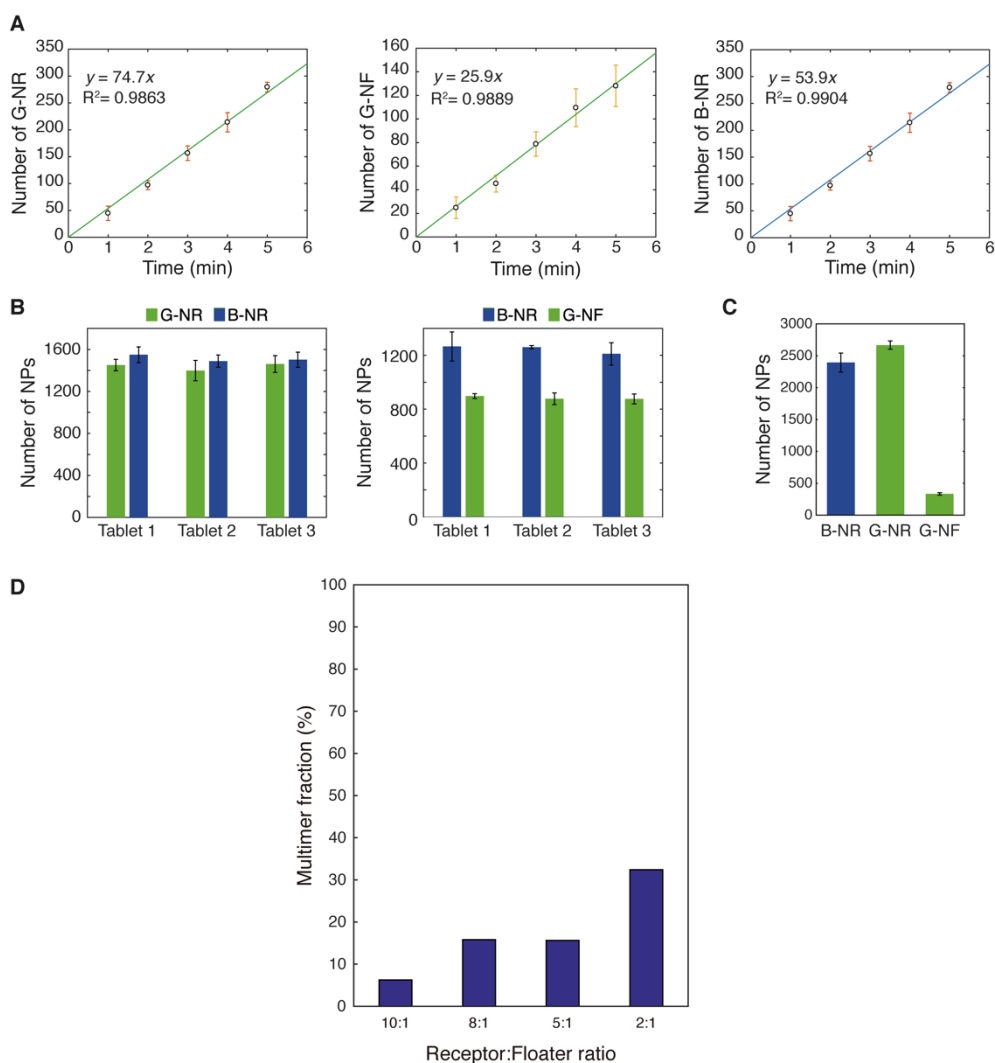 A
350
300
250
200
150
100
50
0
0 1 2 3 4 5 6
Number of G-NR
Time (min)
y = 74.7x
R²= 0.9863
160
140
120
100
80
60
40
20
0
0 1 2 3 4 5 6
Number of G-NF
Time (min)
y = 25.9x
R²= 0.9889
350
300
250
200
150
100
50
0
0 1 2 3 4 5 6
Number of B-NR
Time (min)
y = 53.9x
R²= 0.9904
B
G-NR B-NR
1600
1200
800
400
0
Number of NPs
Tablet 1 Tablet 2 Tablet 3
B-NR G-NF
1200
800
400
0
Number of NPs
Tablet 1 Tablet 2 Tablet 3
C
3000
2500
2000
1500
1000
500
0
Number of NPs
B-NR G-NR G-NF
D
100
90
80
70
60
50
40
30
20
10
0
Multimer fraction (%)
10:1 8:1 5:1 2:1
Receptor:Floater ratio